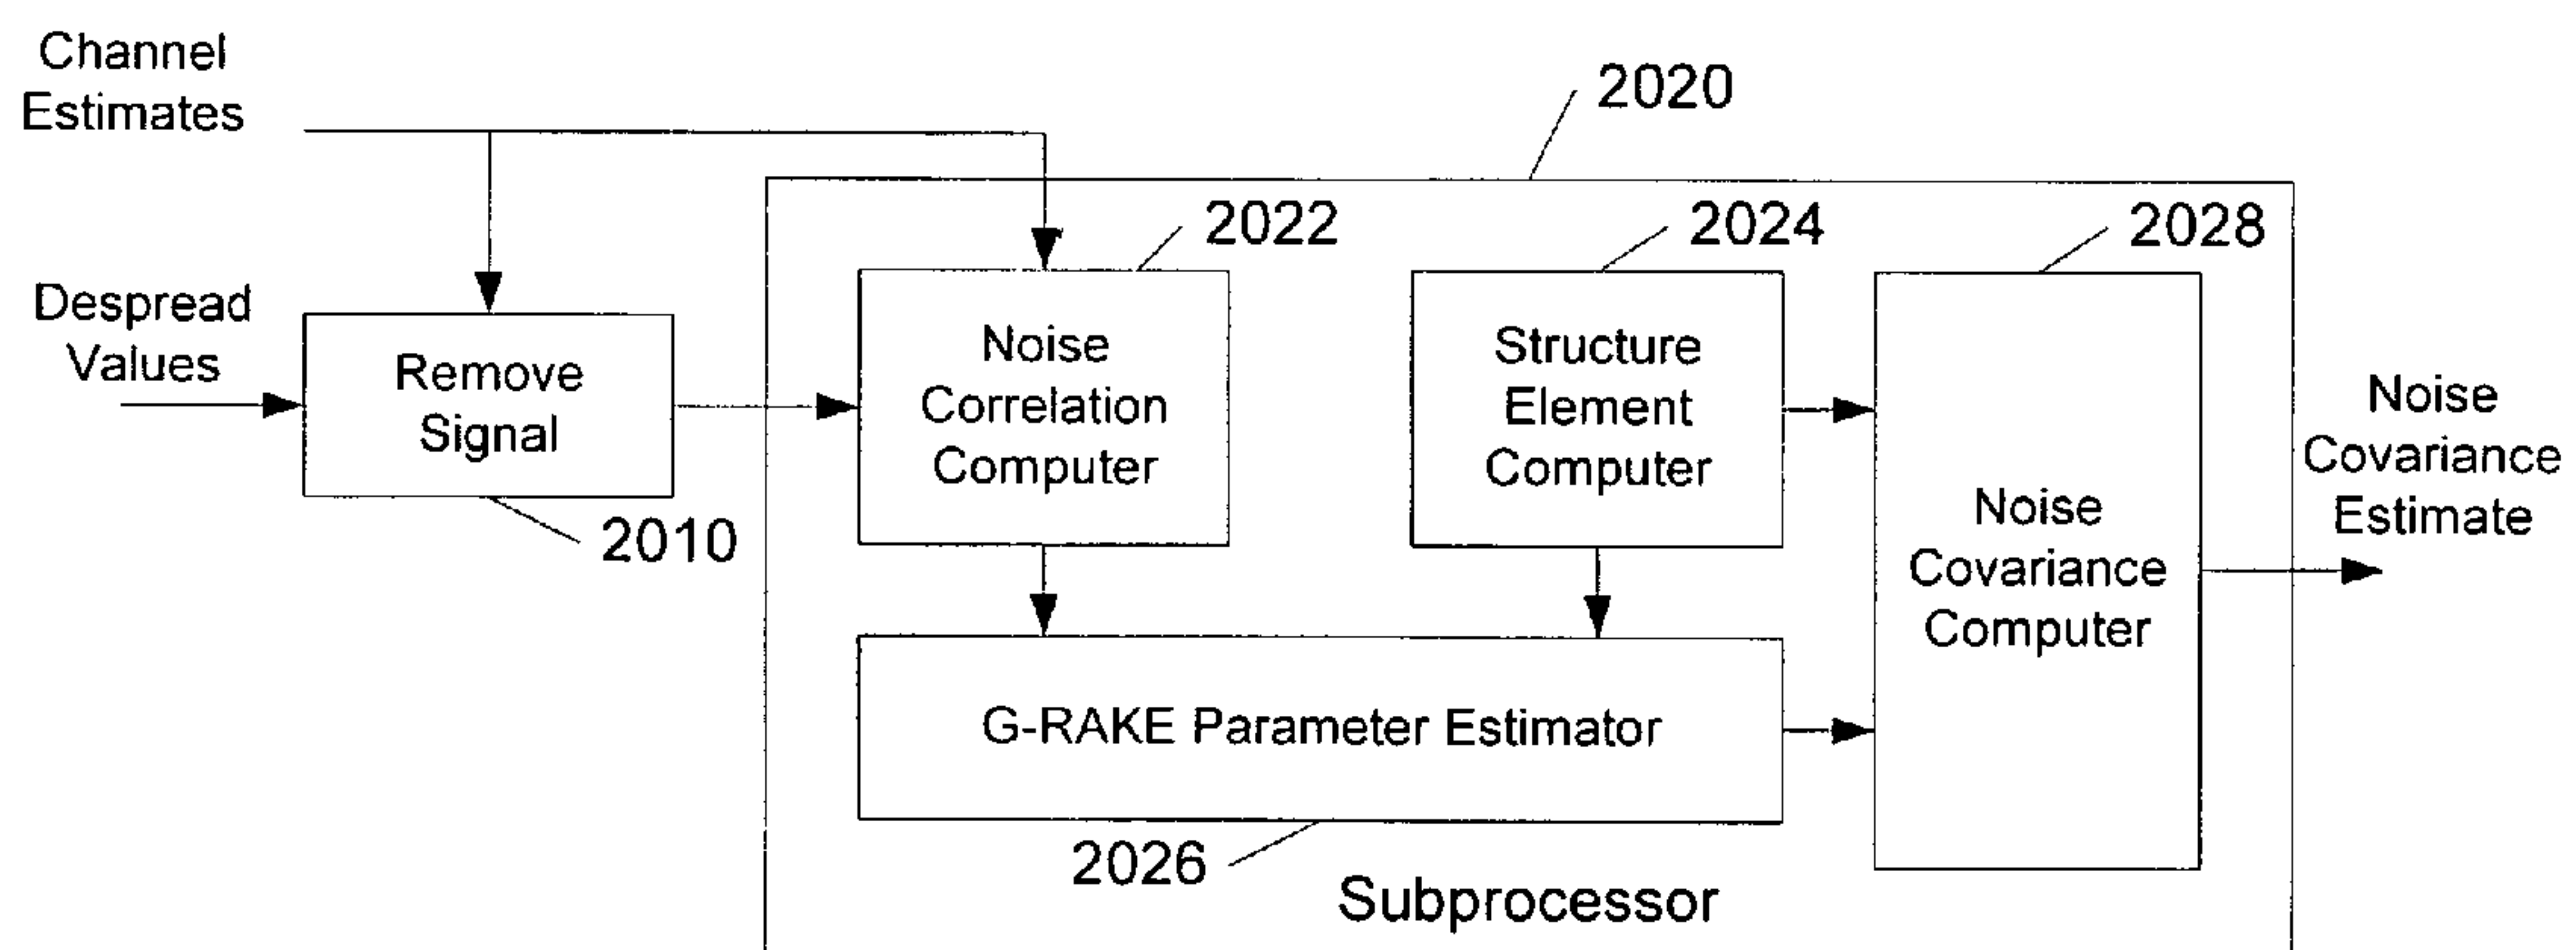 Channel
Estimates
2020
2022
2024
2028
Despread
Values
Remove
Signal
2010
Noise
Correlation
Computer
Structure
Element
Computer
Noise
Covariance
Computer
Noise
Covariance
Estimate
G-RAKE Parameter Estimator
2026
Subprocessor